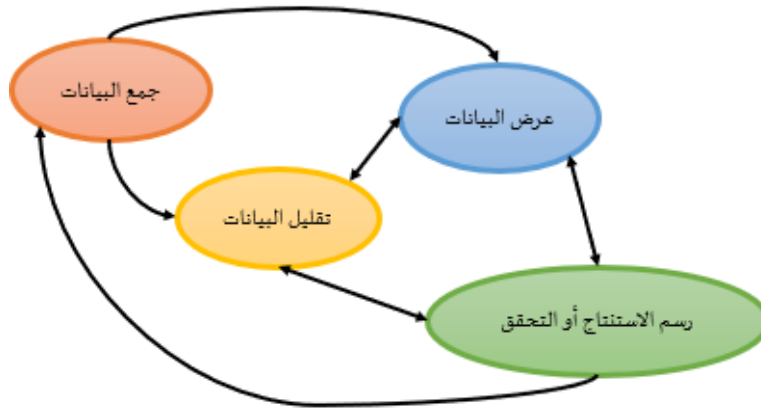 جمع البيانات
عرض البيانات
تقليل البيانات
رسم الاستنتاج أو التحقق